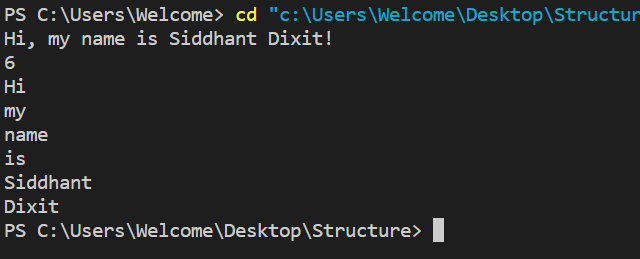 PS C:\Users\Welcome> cd "c:\Users\Welcome\Desktop\Structur
Hi, my name is Siddhant Dixit!
6
Hi
my
name
is
Siddhant
Dixit
PS C:\Users\Welcome\Desktop\Structure>